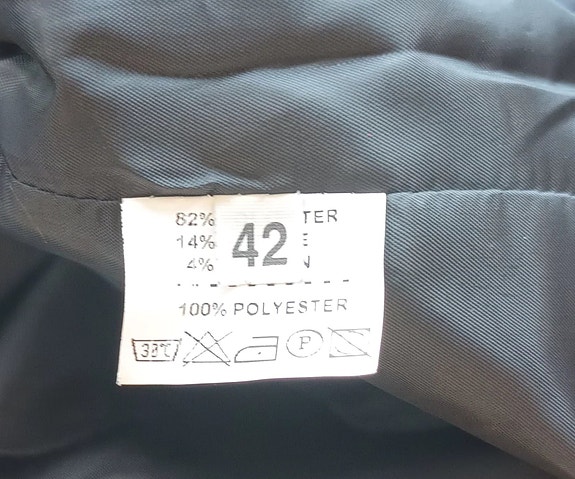 82% TER
14% E
42
4% N
100% POLYESTER
30°C P